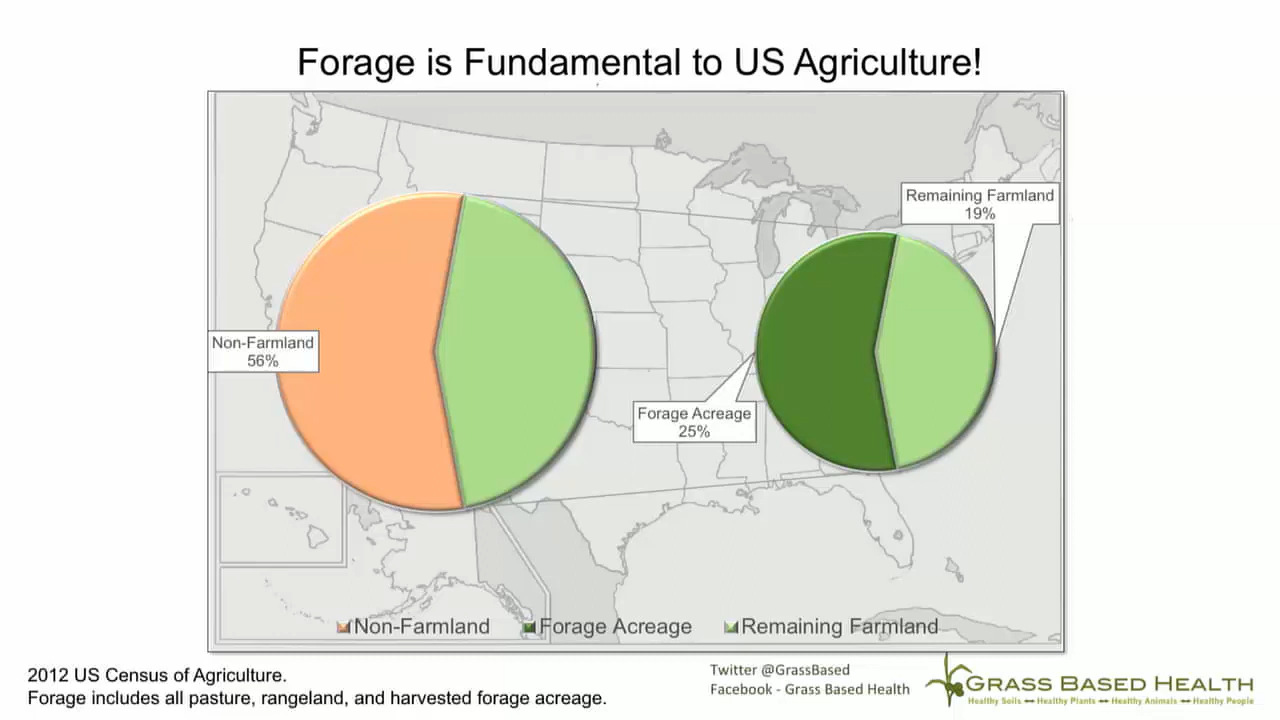 Forage is Fundamental to US Agriculture!
Remaining Farmland
19%
Non-Farmland
56%
Forage Acreage
25%
Non-Farmland
Forage Acreage
Remaining Farmland
2012 US Census of Agriculture.
Forage includes all pasture, rangeland, and harvested forage acreage.
Twitter @GrassBased
Facebook - Grass Based Health
GRASS BASED HEALTH
Healthy Soils ↔ Healthy Plants ↔ Healthy Animals ↔ Healthy People